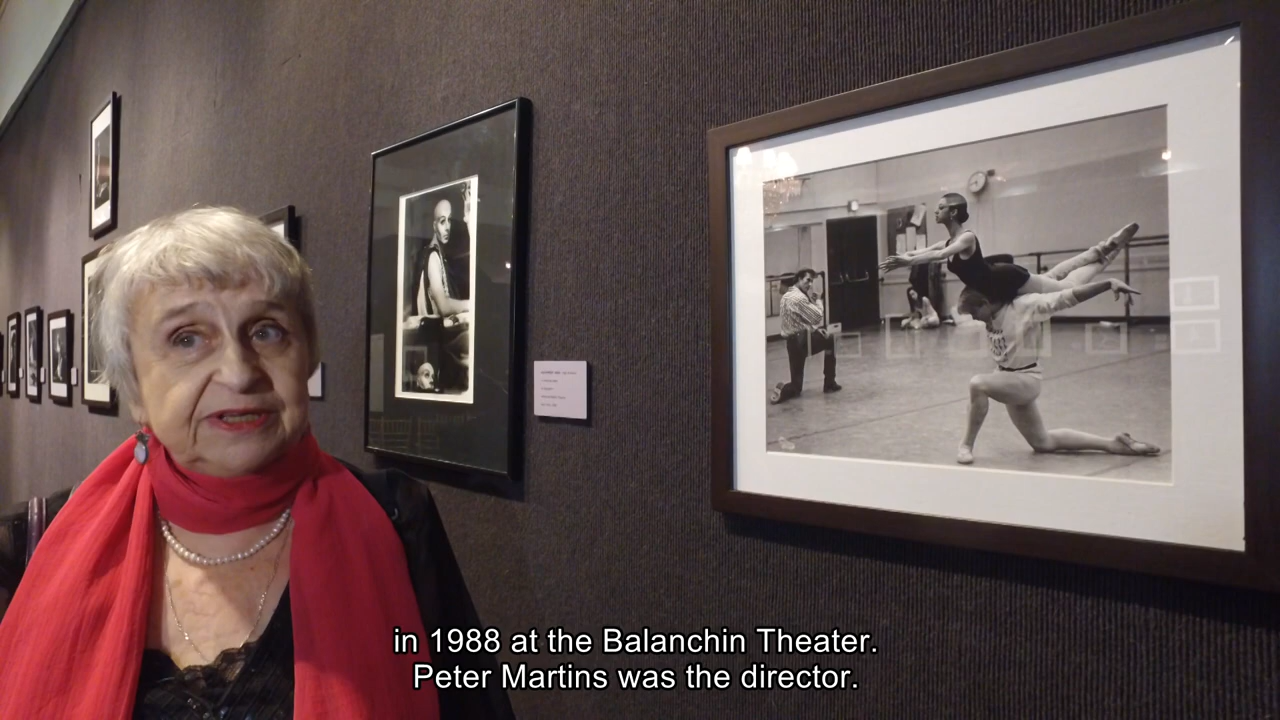 in 1988 at the Balanchin Theater.
Peter Martins was the director.